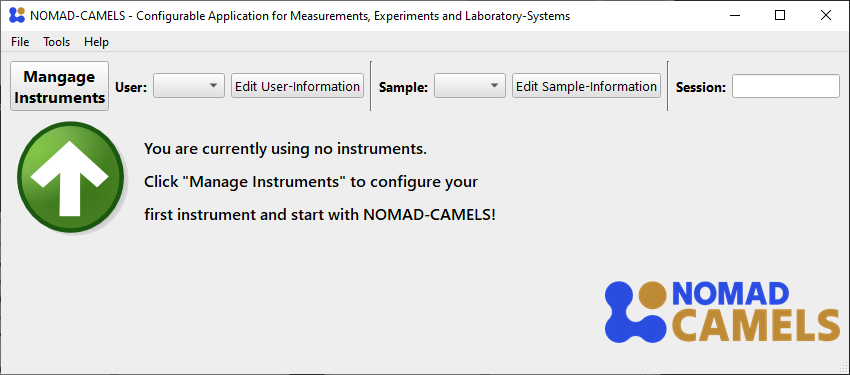 NOMAD-CAMELS - Configurable Application for Measurements, Experiments and Laboratory-Systems
File Tools Help
Mangage
Instruments
User: Edit User-Information Sample: Edit Sample-Information Session:
You are currently using no instruments.
Click "Manage Instruments" to configure your
first instrument and start with NOMAD-CAMELS!
NOMAD
CAMELS